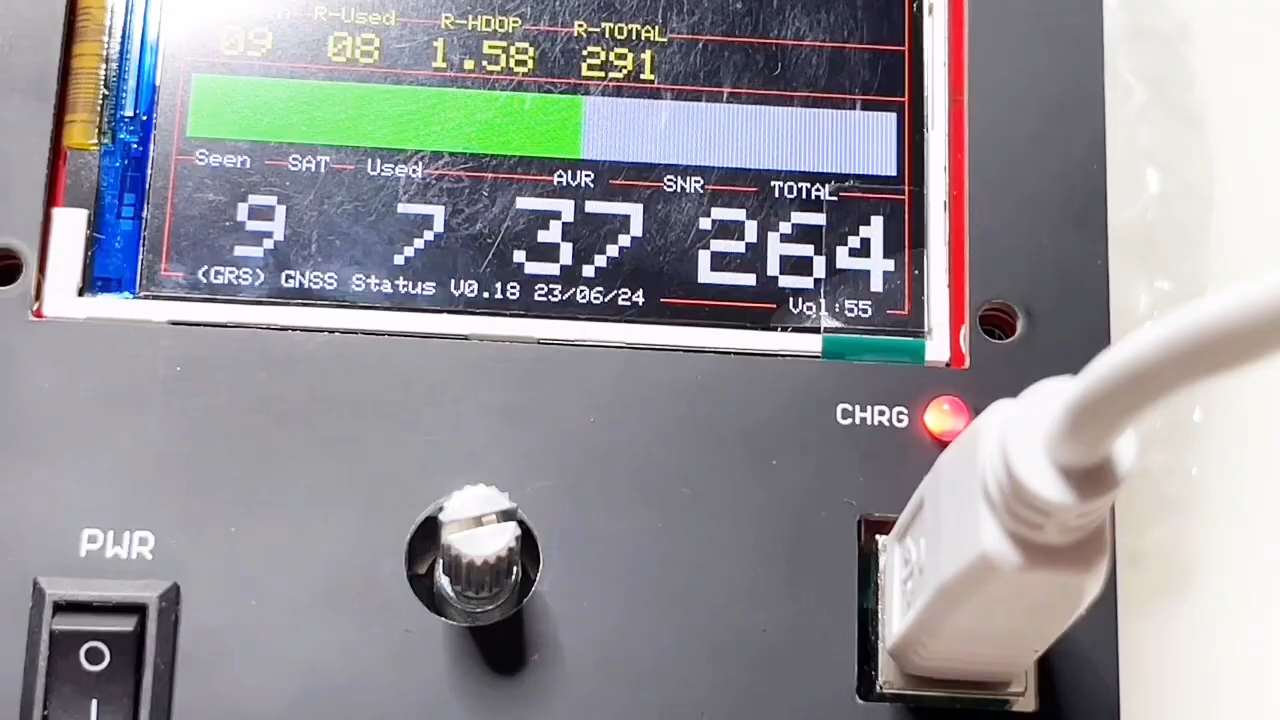 R-Used R-HDOP R-TOTAL
09 08 1.58 291
Seen SAT Used AVR SNR TOTAL
9 7 37 264
(GRS) GNSS Status V0.18 23/06/24 Vol:55
CHRG
PWR